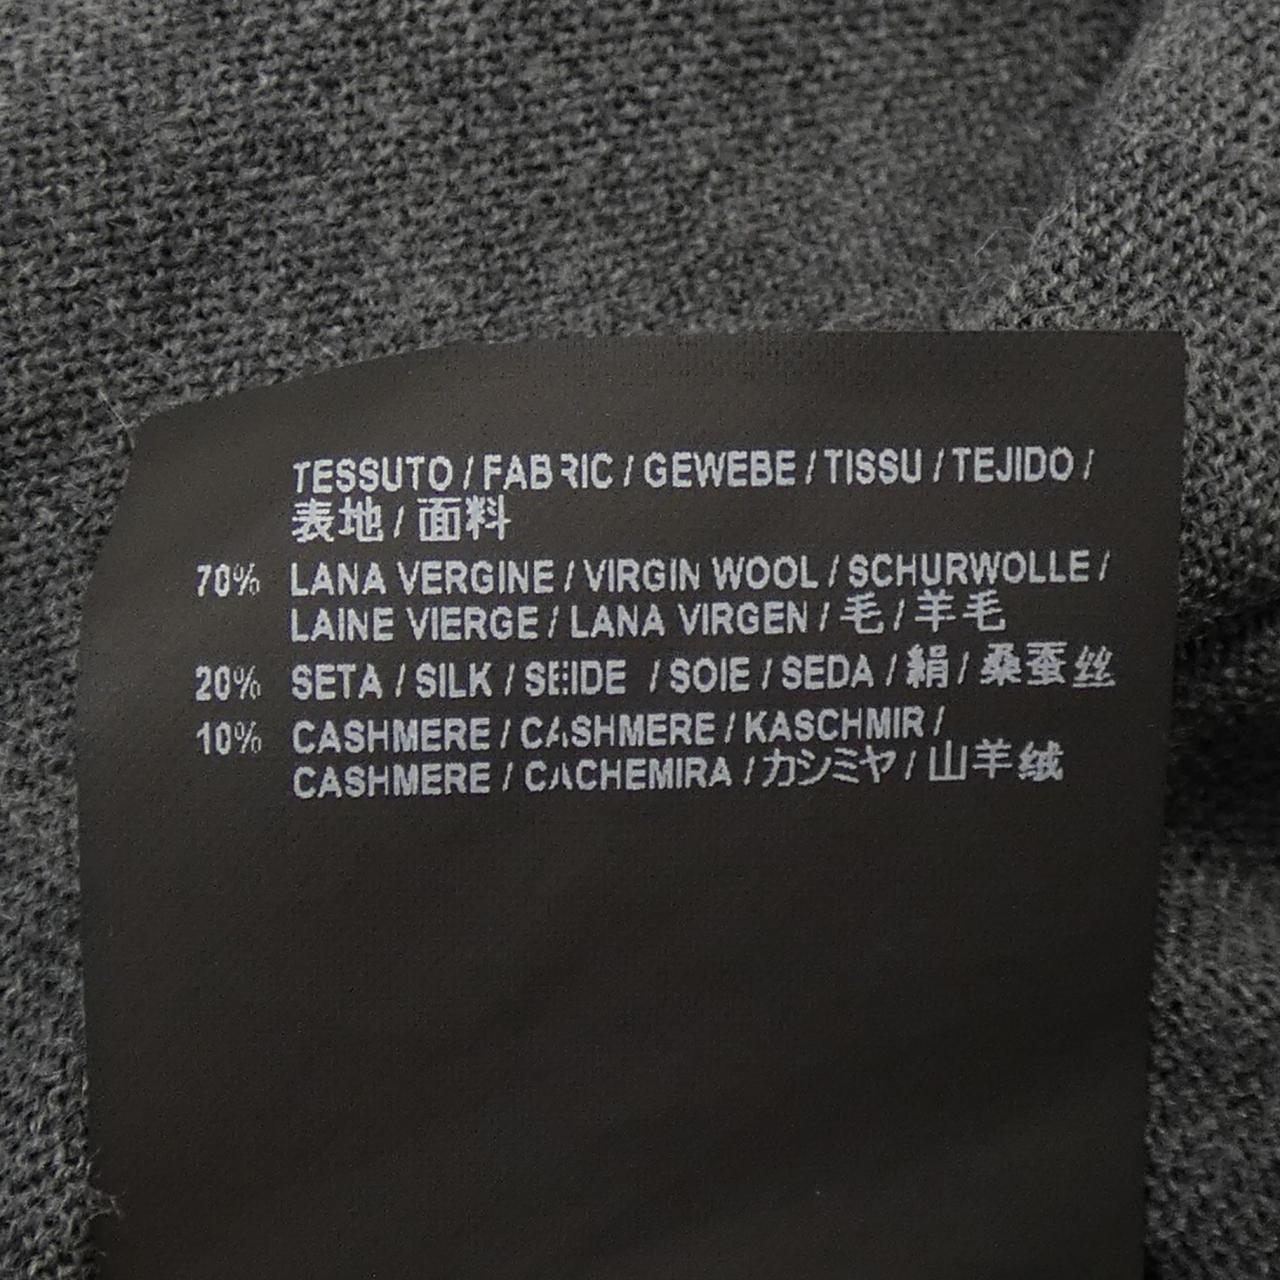 TESSUTO / FABRIC / GEWEBE / TISSU / TEJIDO /
表地 / 面料
70% LANA VERGINE / VIRGIN WOOL / SCHURWOLLE /
LAINE VIERGE / LANA VIRGEN / 毛 / 羊毛
20% SETA / SILK / SEIDE / SOIE / SEDA / 絹 / 桑蚕丝
10% CASHMERE / CASHMERE / KASCHMIR /
CASHMERE / CACHEMIRA / カシミヤ / 山羊绒